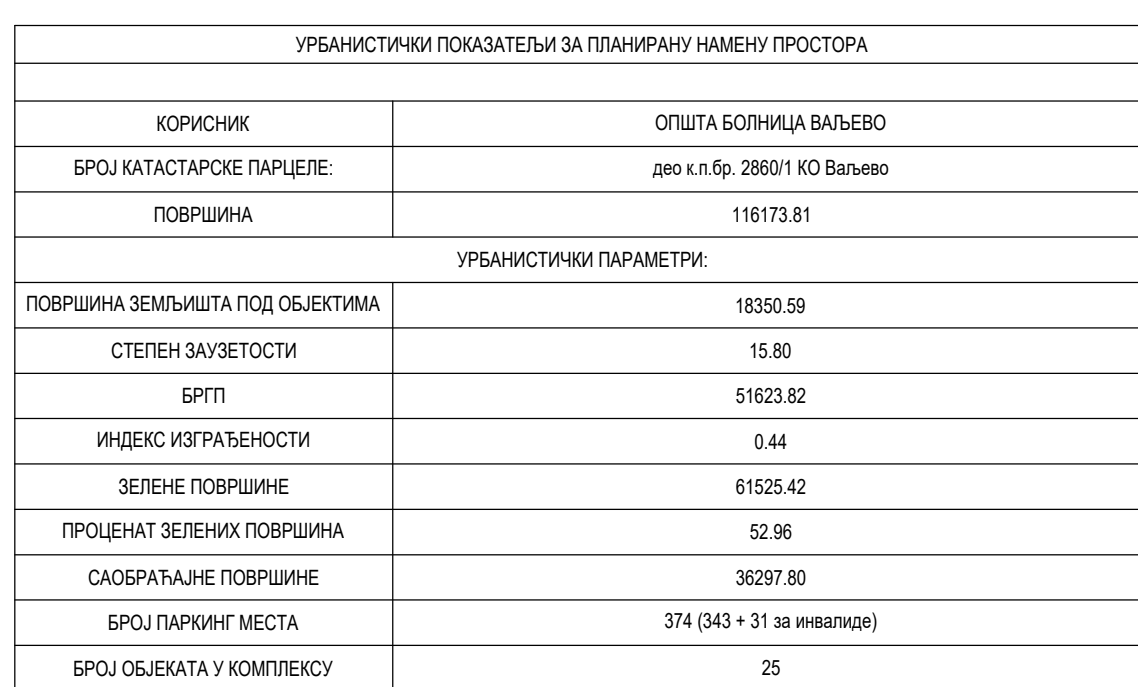 УРБАНИСТИЧКИ ПОКАЗАТЕЉИ ЗА ПЛАНИРАНУ НАМЕНУ ПРОСТОРА
КОРИСНИК ОПШТА БОЛНИЦА ВАЉЕВО
БРОЈ КАТАСТАРСКЕ ПАРЦЕЛЕ: део к.п.бр. 2860/1 КО Ваљево
ПОВРШИНА 116173.81
УРБАНИСТИЧКИ ПАРАМЕТРИ:
ПОВРШИНА ЗЕМЉИШТА ПОД ОБЈЕКТИМА 18350.59
СТЕПЕН ЗАУЗЕТОСТИ 15.80
БРГП 51623.82
ИНДЕКС ИЗГРАЂЕНОСТИ 0.44
ЗЕЛЕНЕ ПОВРШИНЕ 61525.42
ПРОЦЕНАТ ЗЕЛЕНИХ ПОВРШИНА 52.96
САОБРАЋАЈНЕ ПОВРШИНЕ 36297.80
БРОЈ ПАРКИНГ МЕСТА 374 (343 + 31 за инвалиде)
БРОЈ ОБЈЕКАТА У КОМПЛЕКСУ 25